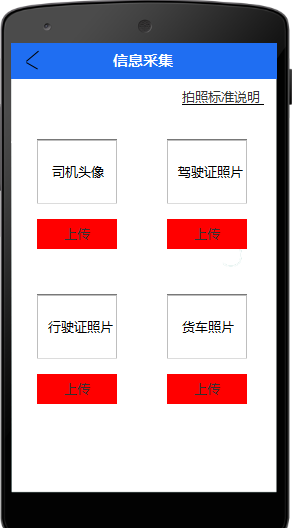 信息采集
拍照标准说明
司机头像
驾驶证照片
上传
上传
行驶证照片
货车照片
上传
上传